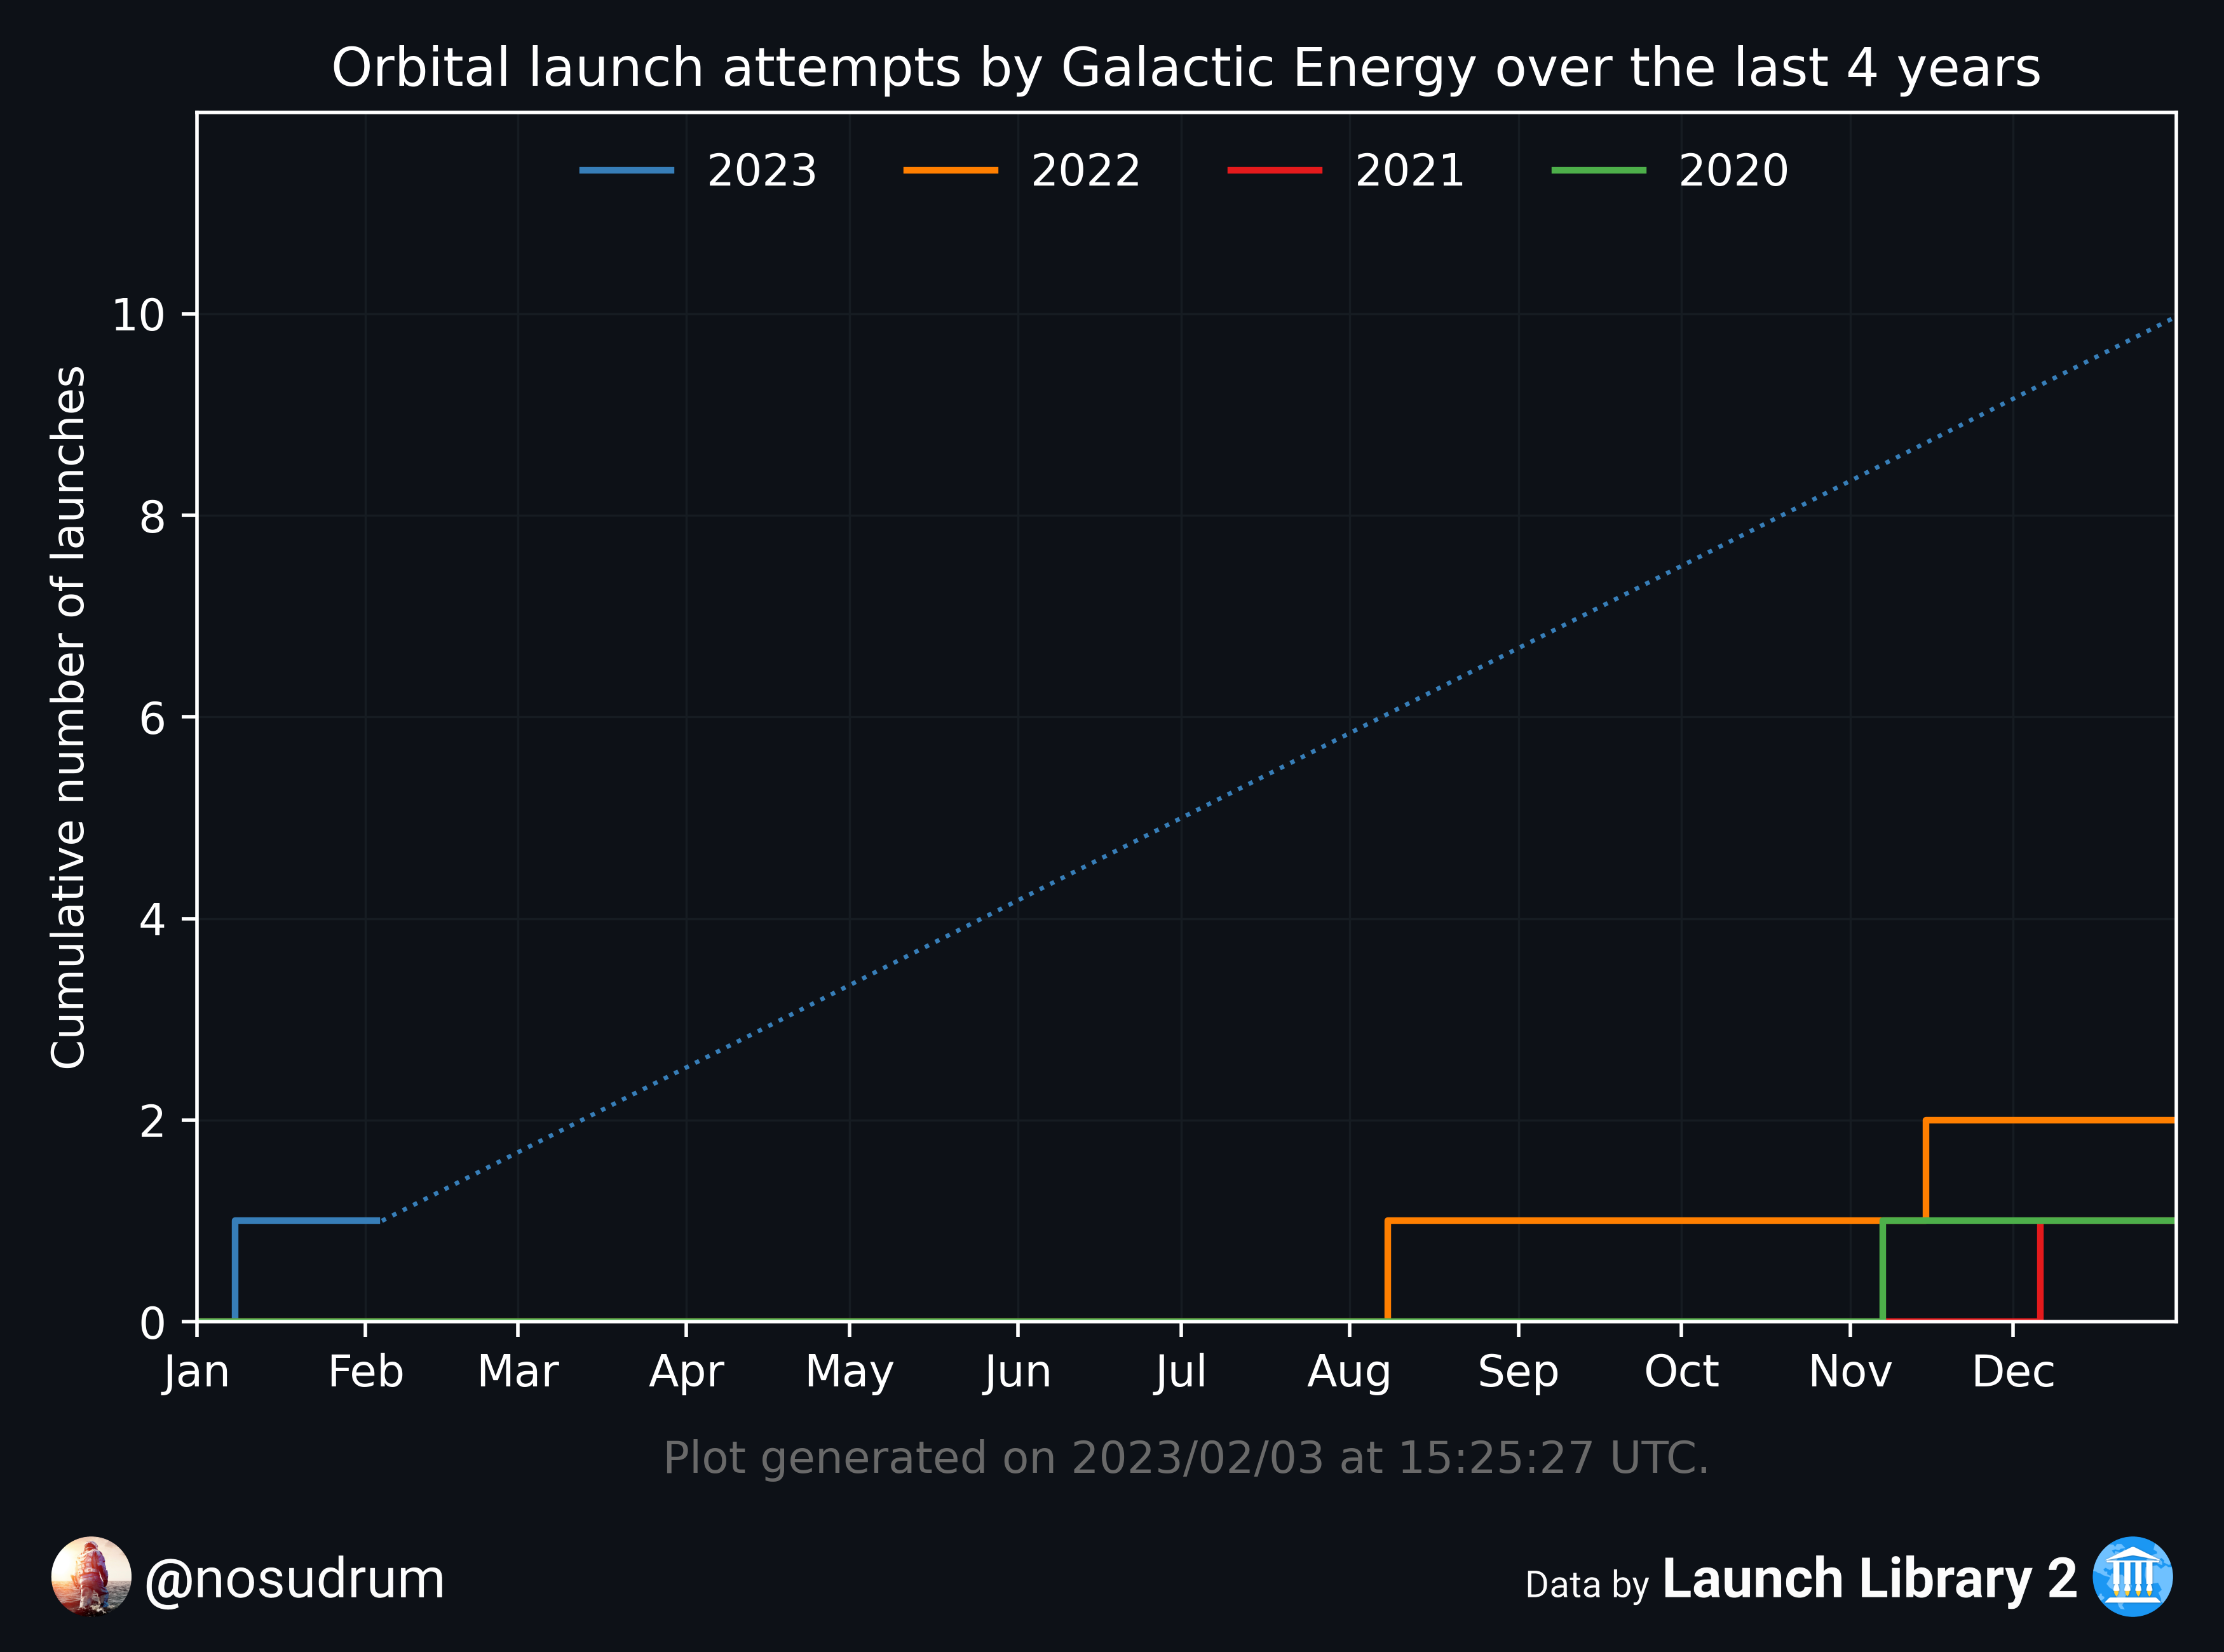 Orbital launch attempts by Galactic Energy over the last 4 years
2023 2022 2021 2020
Cumulative number of launches
10
8
6
4
2
0
Jan Feb Mar Apr May Jun Jul Aug Sep Oct Nov Dec
Plot generated on 2023/02/03 at 15:25:27 UTC.
@nosudrum
Data by Launch Library 2